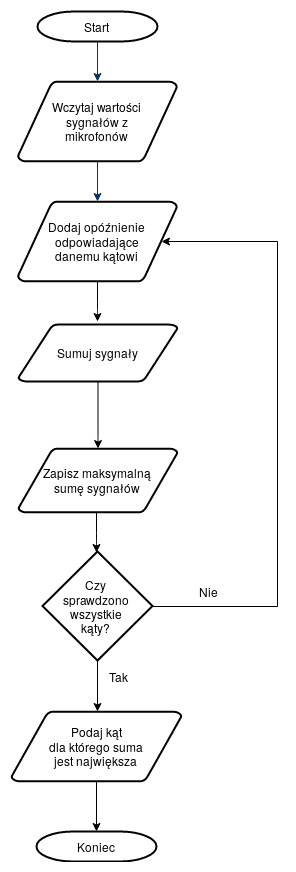 Start
Wczytaj wartości
sygnałów z
mikrofonów
Dodaj opóźnienie
odpowiadające
danemu kątowi
Sumuj sygnały
Zapisz maksymalną
sumę sygnałów
Czy
sprawdzono
wszystkie
kąty?
Nie
Tak
Podaj kąt
dla którego suma
jest największa
Koniec